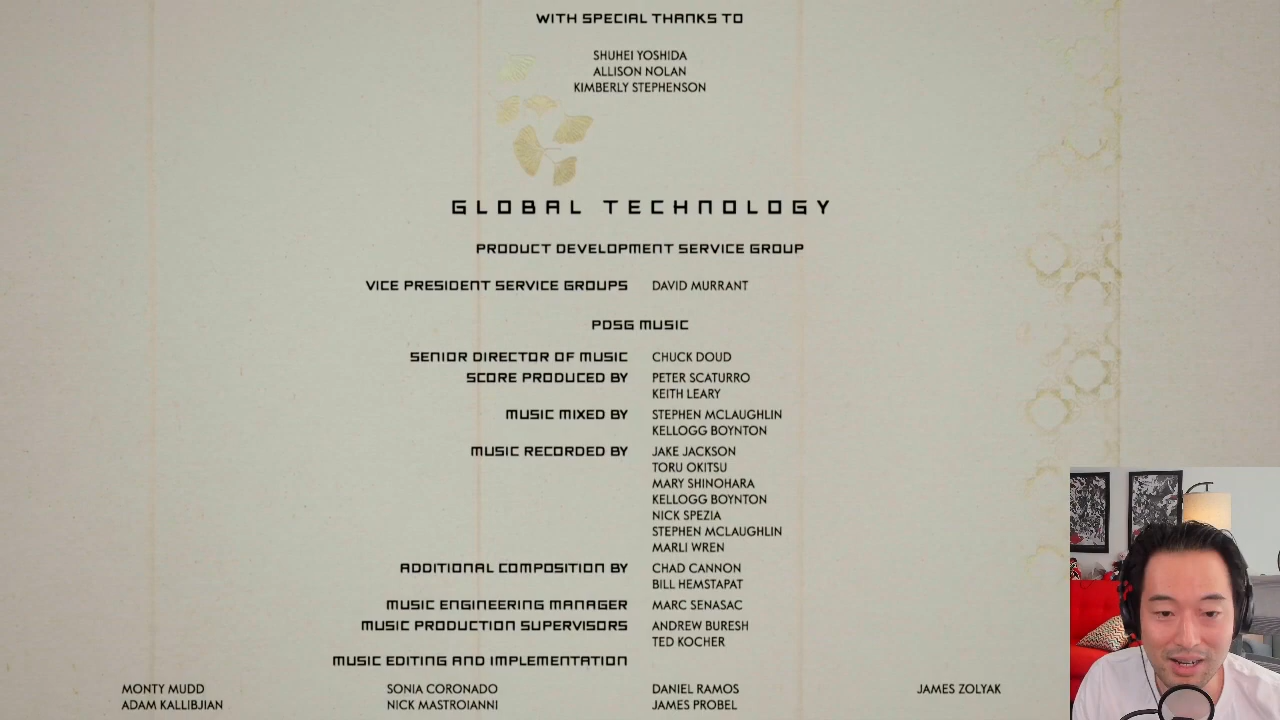 WITH SPECIAL THANKS TO
SHUHEI YOSHIDA
ALLISON NOLAN
KIMBERLY STEPHENSON
GLOBAL TECHNOLOGY
PRODUCT DEVELOPMENT SERVICE GROUP
VICE PRESIDENT SERVICE GROUPS DAVID MURRANT
PDSG MUSIC
SENIOR DIRECTOR OF MUSIC CHUCK DOUD
SCORE PRODUCED BY PETER SCATURRO
KEITH LEARY
MUSIC MIXED BY STEPHEN MCLAUGHLIN
KELLOGG BOYNTON
MUSIC RECORDED BY JAKE JACKSON
TORU OKITSU
MARY SHINOHARA
KELLOGG BOYNTON
NICK SPEZIA
STEPHEN MCLAUGHLIN
MARLI WREN
ADDITIONAL COMPOSITION BY CHAD CANNON
BILL HEMSTAPAT
MUSIC ENGINEERING MANAGER MARC SENASAC
MUSIC PRODUCTION SUPERVISORS ANDREW BURESH
TED KOCHER
MUSIC EDITING AND IMPLEMENTATION
MONTY MUDD SONIA CORONADO DANIEL RAMOS JAMES ZOLYAK
ADAM KALLIBJIAN NICK MASTROIANNI JAMES PROBEL